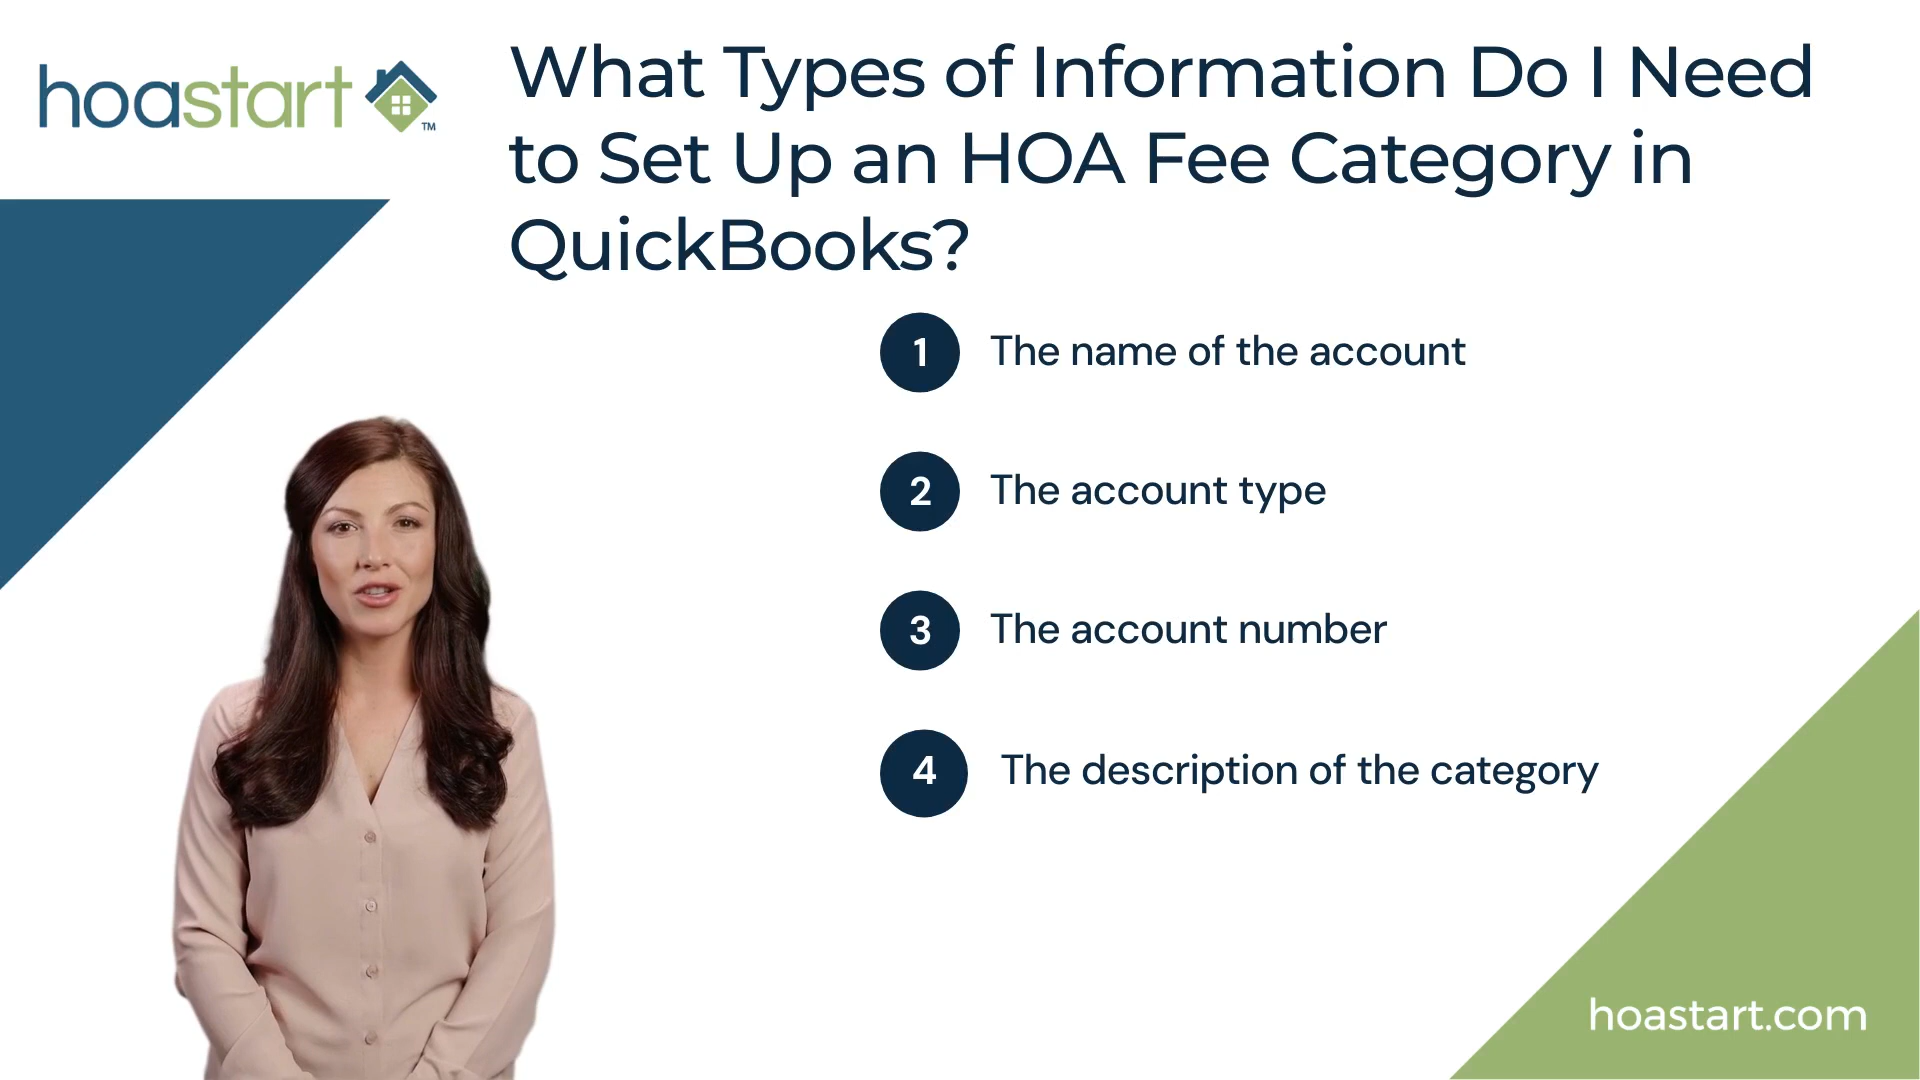 hoastart
TM
What Types of Information Do I Need
to Set Up an HOA Fee Category in
QuickBooks?
1 The name of the account
2 The account type
3 The account number
4 The description of the category
hoastart.com